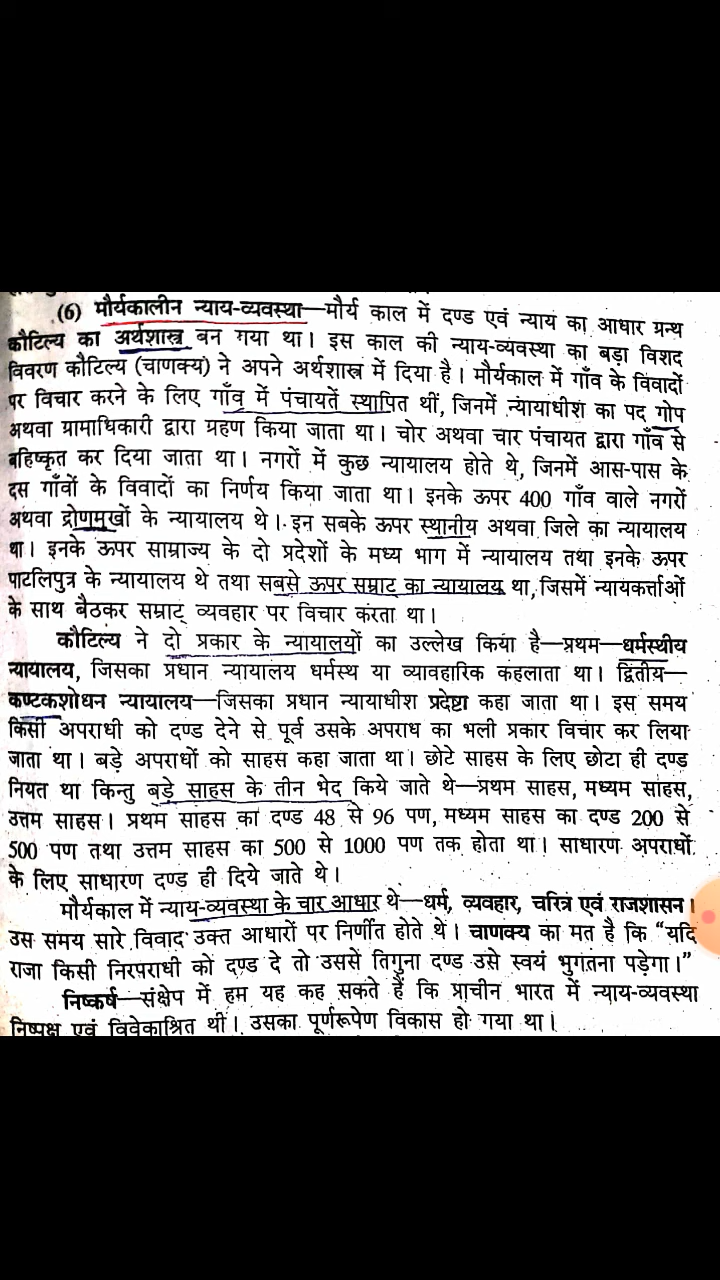 (6) मौर्यकालीन न्याय-व्यवस्था—मौर्य काल में दण्ड एवं न्याय का आधार ग्रन्थ
कौटिल्य का अर्थशास्त्र बन गया था। इस काल की न्याय-व्यवस्था का बड़ा विशद
विवरण कौटिल्य (चाणक्य) ने अपने अर्थशास्त्र में दिया है। मौर्यकाल में गाँव के विवादों
पर विचार करने के लिए गाँव में पंचायतें स्थापित थीं, जिनमें न्यायाधीश का पद गोप
अथवा ग्रामाधिकारी द्वारा ग्रहण किया जाता था। चोर अथवा चार पंचायत द्वारा गाँव से
बहिष्कृत कर दिया जाता था। नगरों में कुछ न्यायालय होते थे, जिनमें आस-पास के
दस गाँवों के विवादों का निर्णय किया जाता था। इनके ऊपर 400 गाँव वाले नगरों
अथवा द्रोणमुखों के न्यायालय थे। इन सबके ऊपर स्थानीय अथवा जिले का न्यायालय
था। इनके ऊपर साम्राज्य के दो प्रदेशों के मध्य भाग में न्यायालय तथा इनके ऊपर
पाटलिपुत्र के न्यायालय थे तथा सबसे ऊपर सम्राट का न्यायालय था, जिसमें न्यायकर्त्ताओं
के साथ बैठकर सम्राट् व्यवहार पर विचार करता था।
कौटिल्य ने दो प्रकार के न्यायालयों का उल्लेख किया है—प्रथम—धर्मस्थीय
न्यायालय, जिसका प्रधान न्यायालय धर्मस्थ या व्यावहारिक कहलाता था। द्वितीय—
कण्टकशोधन न्यायालय—जिसका प्रधान न्यायाधीश प्रदेष्टा कहा जाता था। इस समय
किसी अपराधी को दण्ड देने से पूर्व उसके अपराध का भली प्रकार विचार कर लिया
जाता था। बड़े अपराधों को साहस कहा जाता था। छोटे साहस के लिए छोटा ही दण्ड
नियत था किन्तु बड़े साहस के तीन भेद किये जाते थे—प्रथम साहस, मध्यम साहस,
उत्तम साहस। प्रथम साहस का दण्ड 48 से 96 पण, मध्यम साहस का दण्ड 200 से
500 पण तथा उत्तम साहस का 500 से 1000 पण तक होता था। साधारण अपराधों
के लिए साधारण दण्ड ही दिये जाते थे।
मौर्यकाल में न्याय-व्यवस्था के चार आधार थे—धर्म, व्यवहार, चरित्र एवं राजशासन।
उस समय सारे विवाद उक्त आधारों पर निर्णीत होते थे। चाणक्य का मत है कि “यदि
राजा किसी निरपराधी को दण्ड दे तो उससे तिगुना दण्ड उसे स्वयं भुगतना पड़ेगा।”
निष्कर्ष—संक्षेप में हम यह कह सकते हैं कि प्राचीन भारत में न्याय-व्यवस्था
निष्पक्ष एवं विवेकाश्रित थी। उसका पूर्णरूपेण विकास हो गया था।